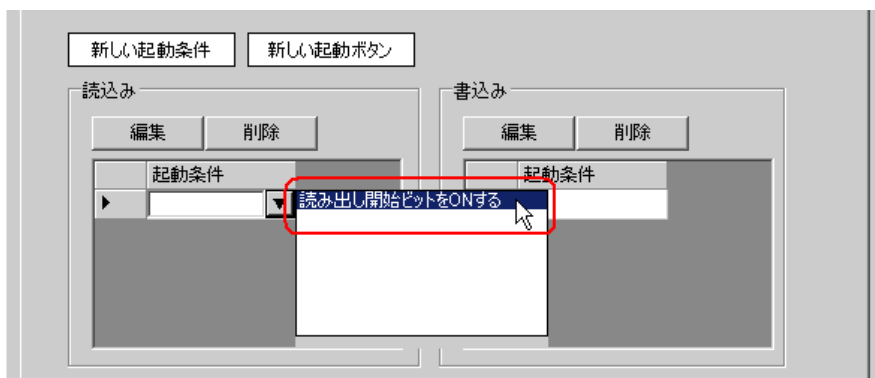 新しい起動条件 新しい起動ボタン
読込み
編集 削除
起動条件
読み出し開始ビットをONする
書込み
編集 削除
起動条件